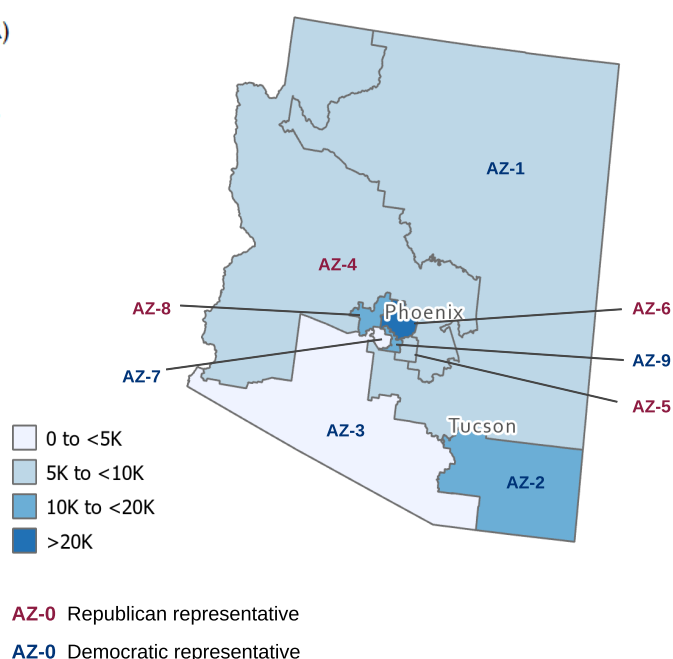 )
AZ-1
AZ-4
AZ-8
Phoenix
AZ-6
AZ-9
AZ-7
AZ-5
Tucson
AZ-3
AZ-2
0 to <5K
5K to <10K
10K to <20K
>20K
AZ-0 Republican representative
AZ-0 Democratic representative